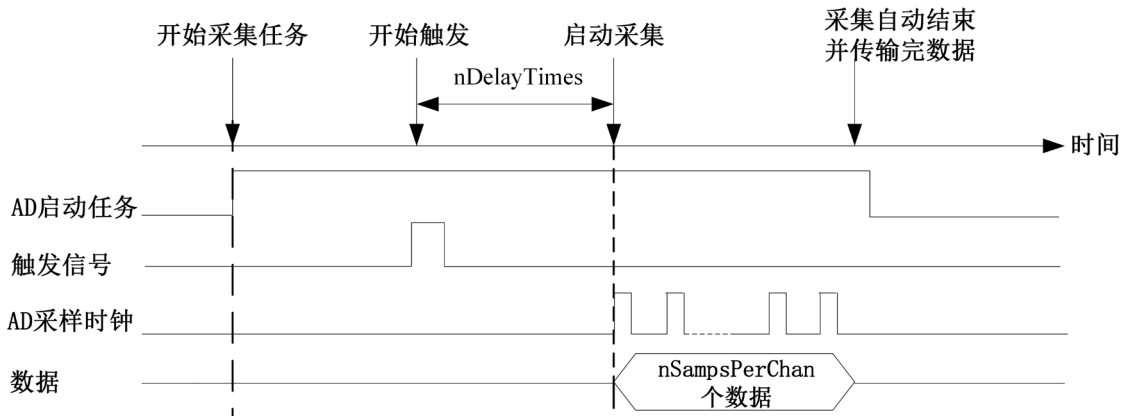 开始采集任务
开始触发
启动采集
采集自动结束
并传输完数据
nDelayTimes
时间
AD启动任务
触发信号
AD采样时钟
数据
nSampsPerChan
个数据